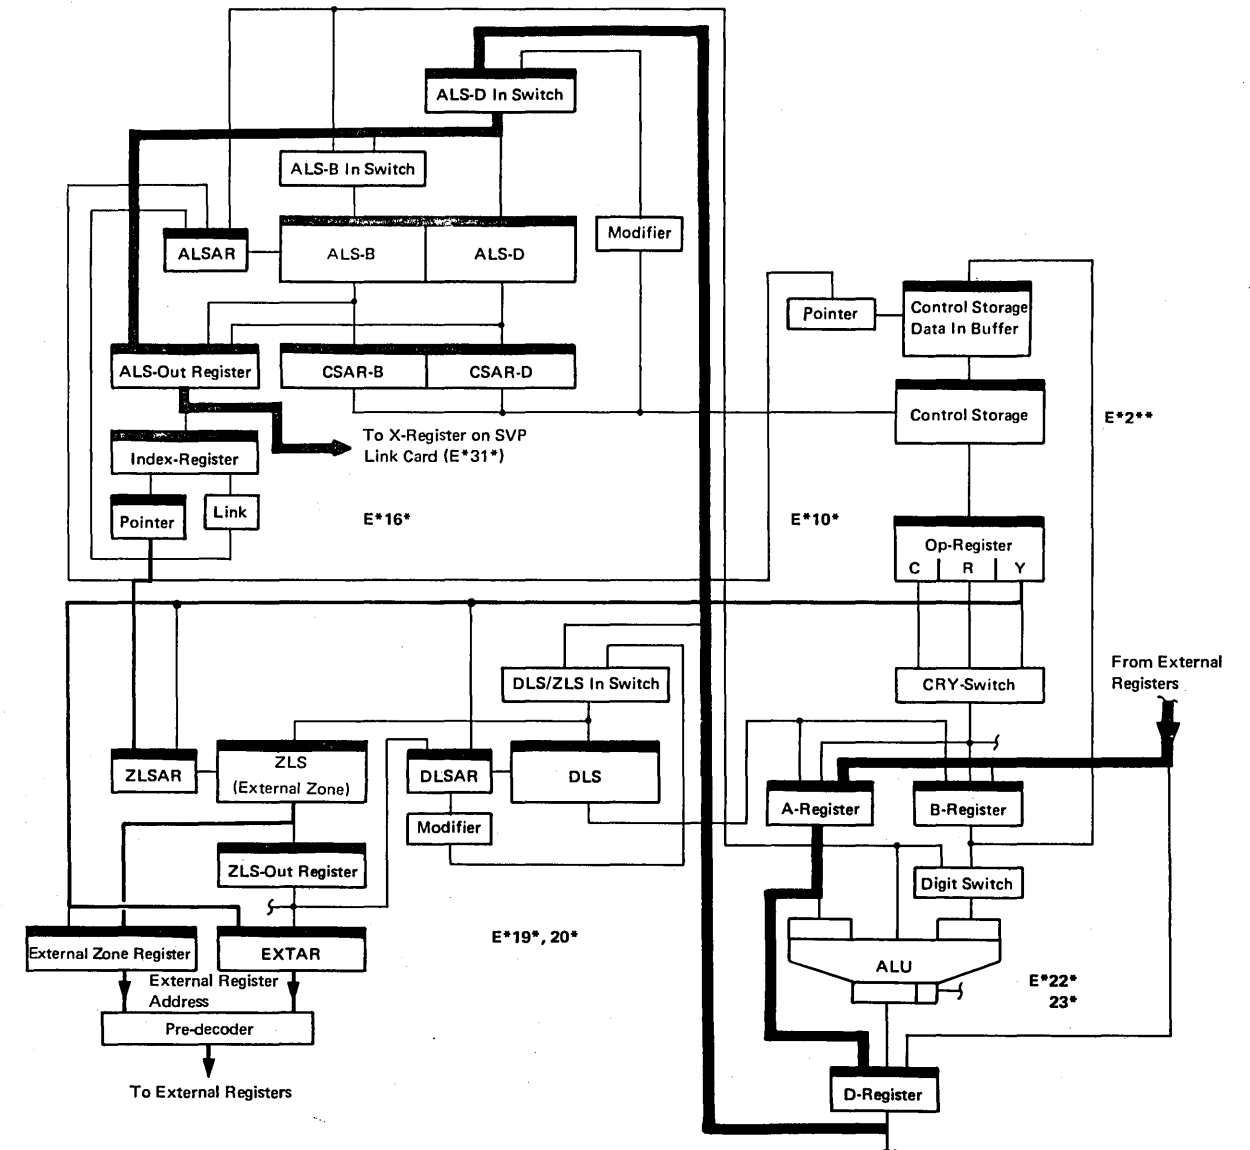 ALS-D In Switch
ALS-B In Switch
Modifier
ALSAR
ALS-B
ALS-D
Pointer
Control Storage
Data In Buffer
ALS-Out Register
CSAR-B
CSAR-D
Control Storage
E*2**
To X-Register on SVP
Link Card (E*31*)
Index-Register
Pointer
Link
E*16*
E*10*
Op-Register
C
R
Y
From External
Registers
DLS/ZLS In Switch
CRY-Switch
ZLSAR
ZLS
(External Zone)
DLSAR
DLS
Modifier
A-Register
B-Register
ZLS-Out Register
Digit Switch
E*19*, 20*
External Zone Register
EXTAR
ALU
External Register
Address
E*22*
23*
Pre-decoder
To External Registers
D-Register